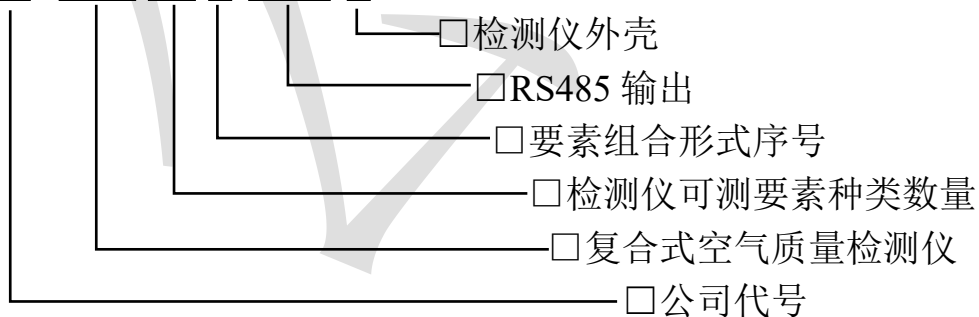 □检测仪外壳
□RS485 输出
□要素组合形式序号
□检测仪可测要素种类数量
□复合式空气质量检测仪
□公司代号